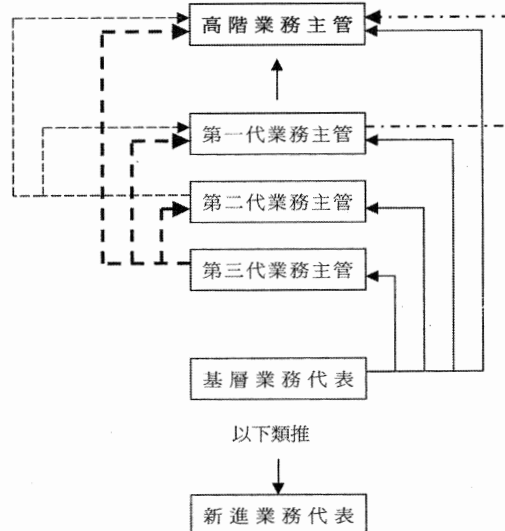 高階業務主管
第一代業務主管
第二代業務主管
第三代業務主管
基層業務代表
以下類推
新進業務代表